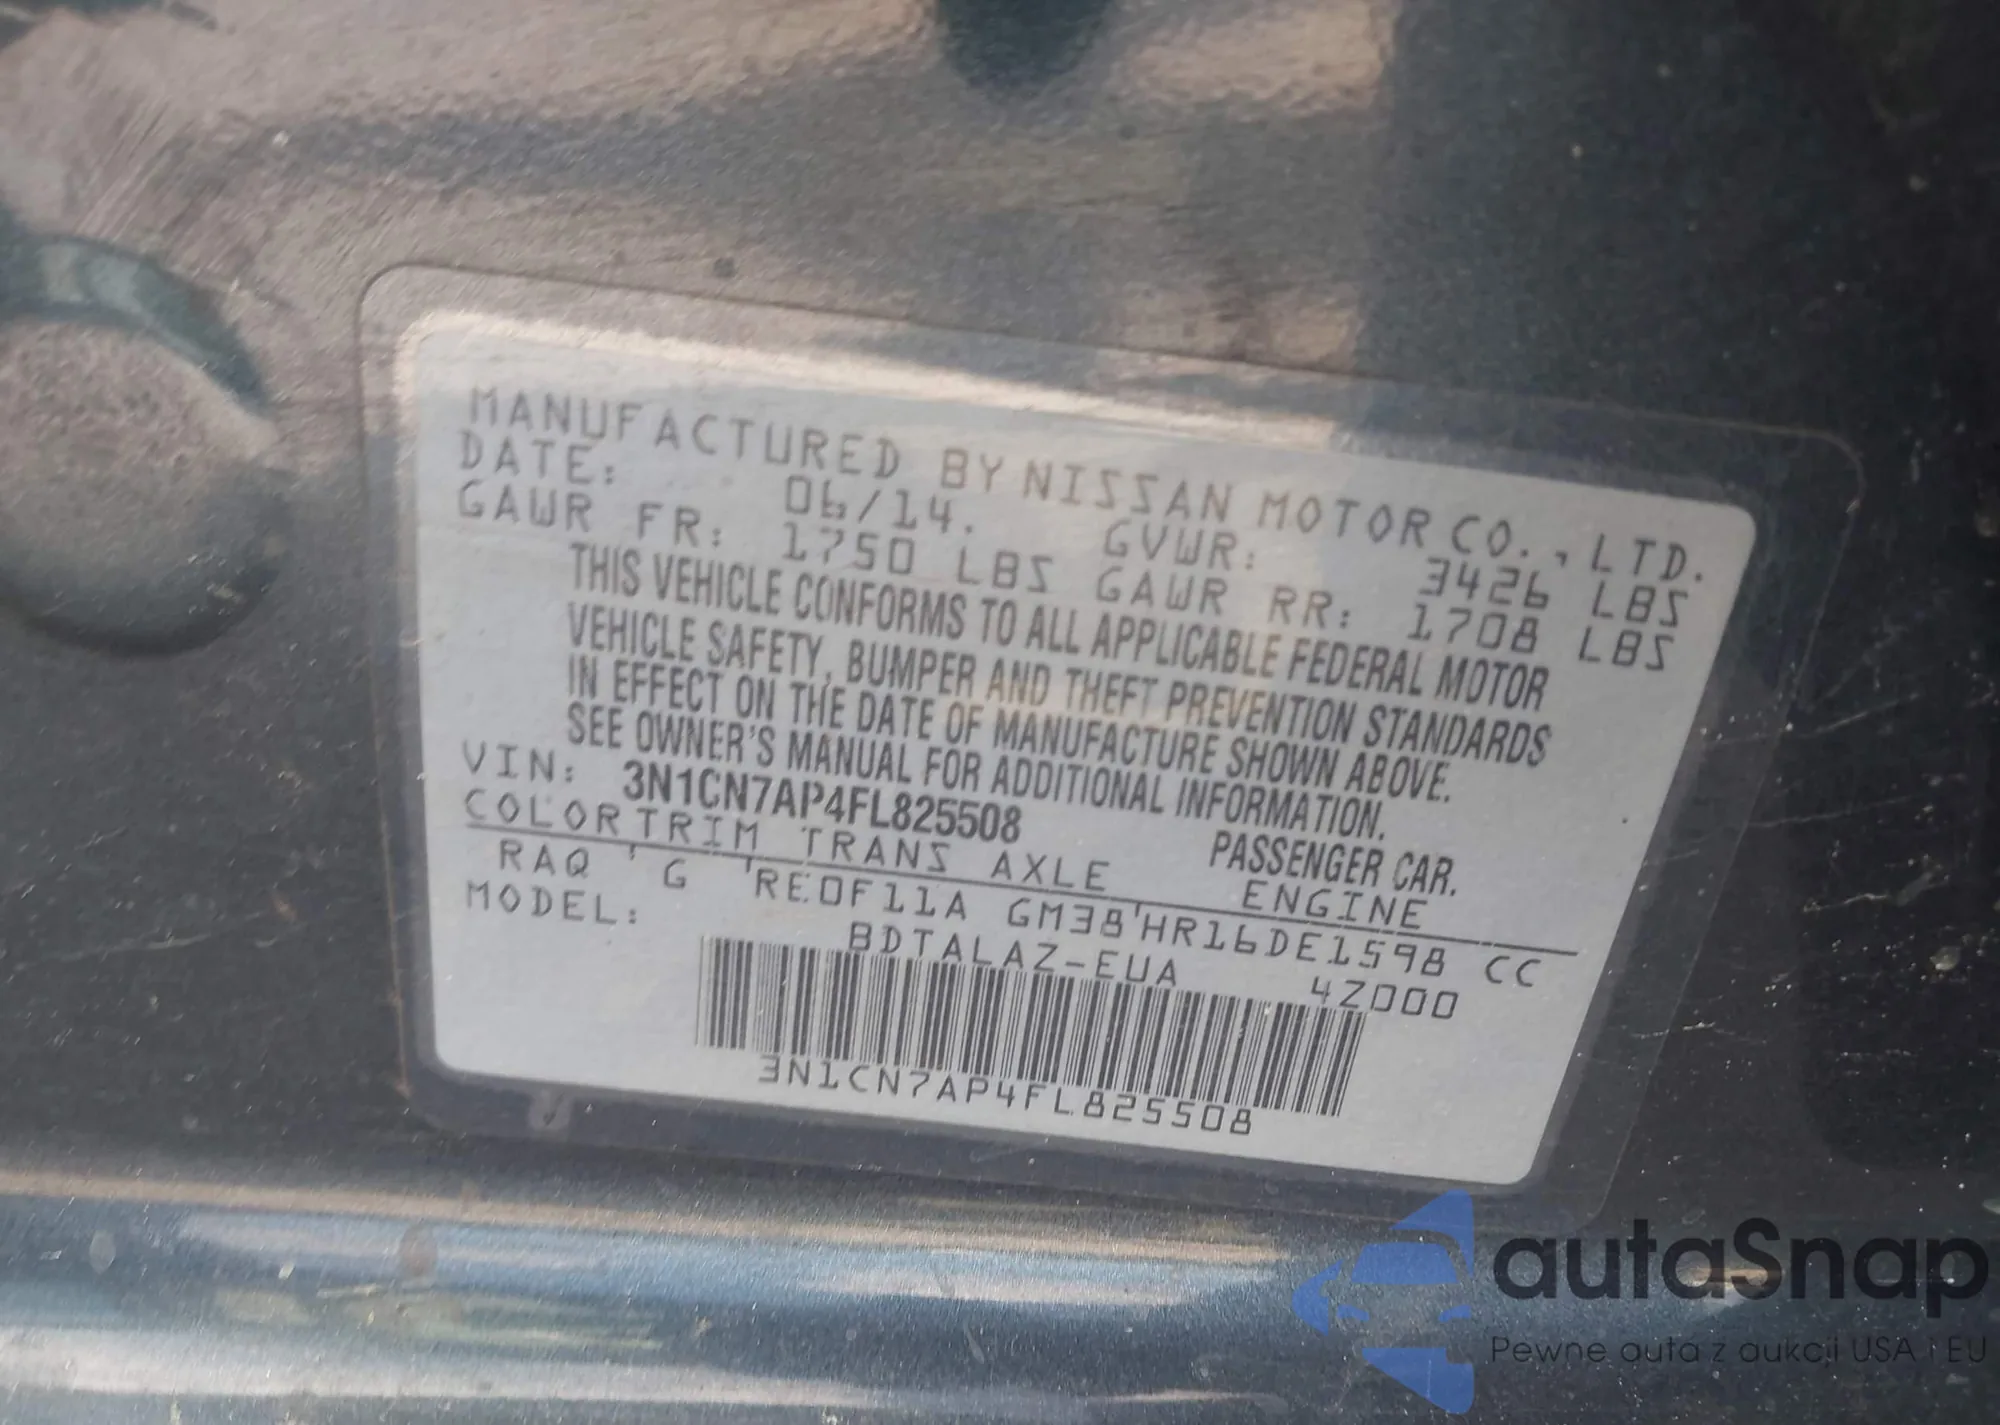 MANUFACTURED BY NISSAN MOTOR CO., LTD.
DATE: 06/14. GVWR: 3426 LBS
GAWR FR: 1750 LBS GAWR RR: 1708 LBS
THIS VEHICLE CONFORMS TO ALL APPLICABLE FEDERAL MOTOR
VEHICLE SAFETY, BUMPER AND THEFT PREVENTION STANDARDS
IN EFFECT ON THE DATE OF MANUFACTURE SHOWN ABOVE.
SEE OWNER'S MANUAL FOR ADDITIONAL INFORMATION.
VIN: 3N1CN7AP4FL825508 PASSENGER CAR.
COLOR TRIM TRANS AXLE ENGINE
RAQ G RE0F11A GM38 HR16DE1598 CC
MODEL: BDTALAZ-EUA 4Z000
3N1CN7AP4FL825508
autaSnap
Pewne auta z aukcji USA i EU